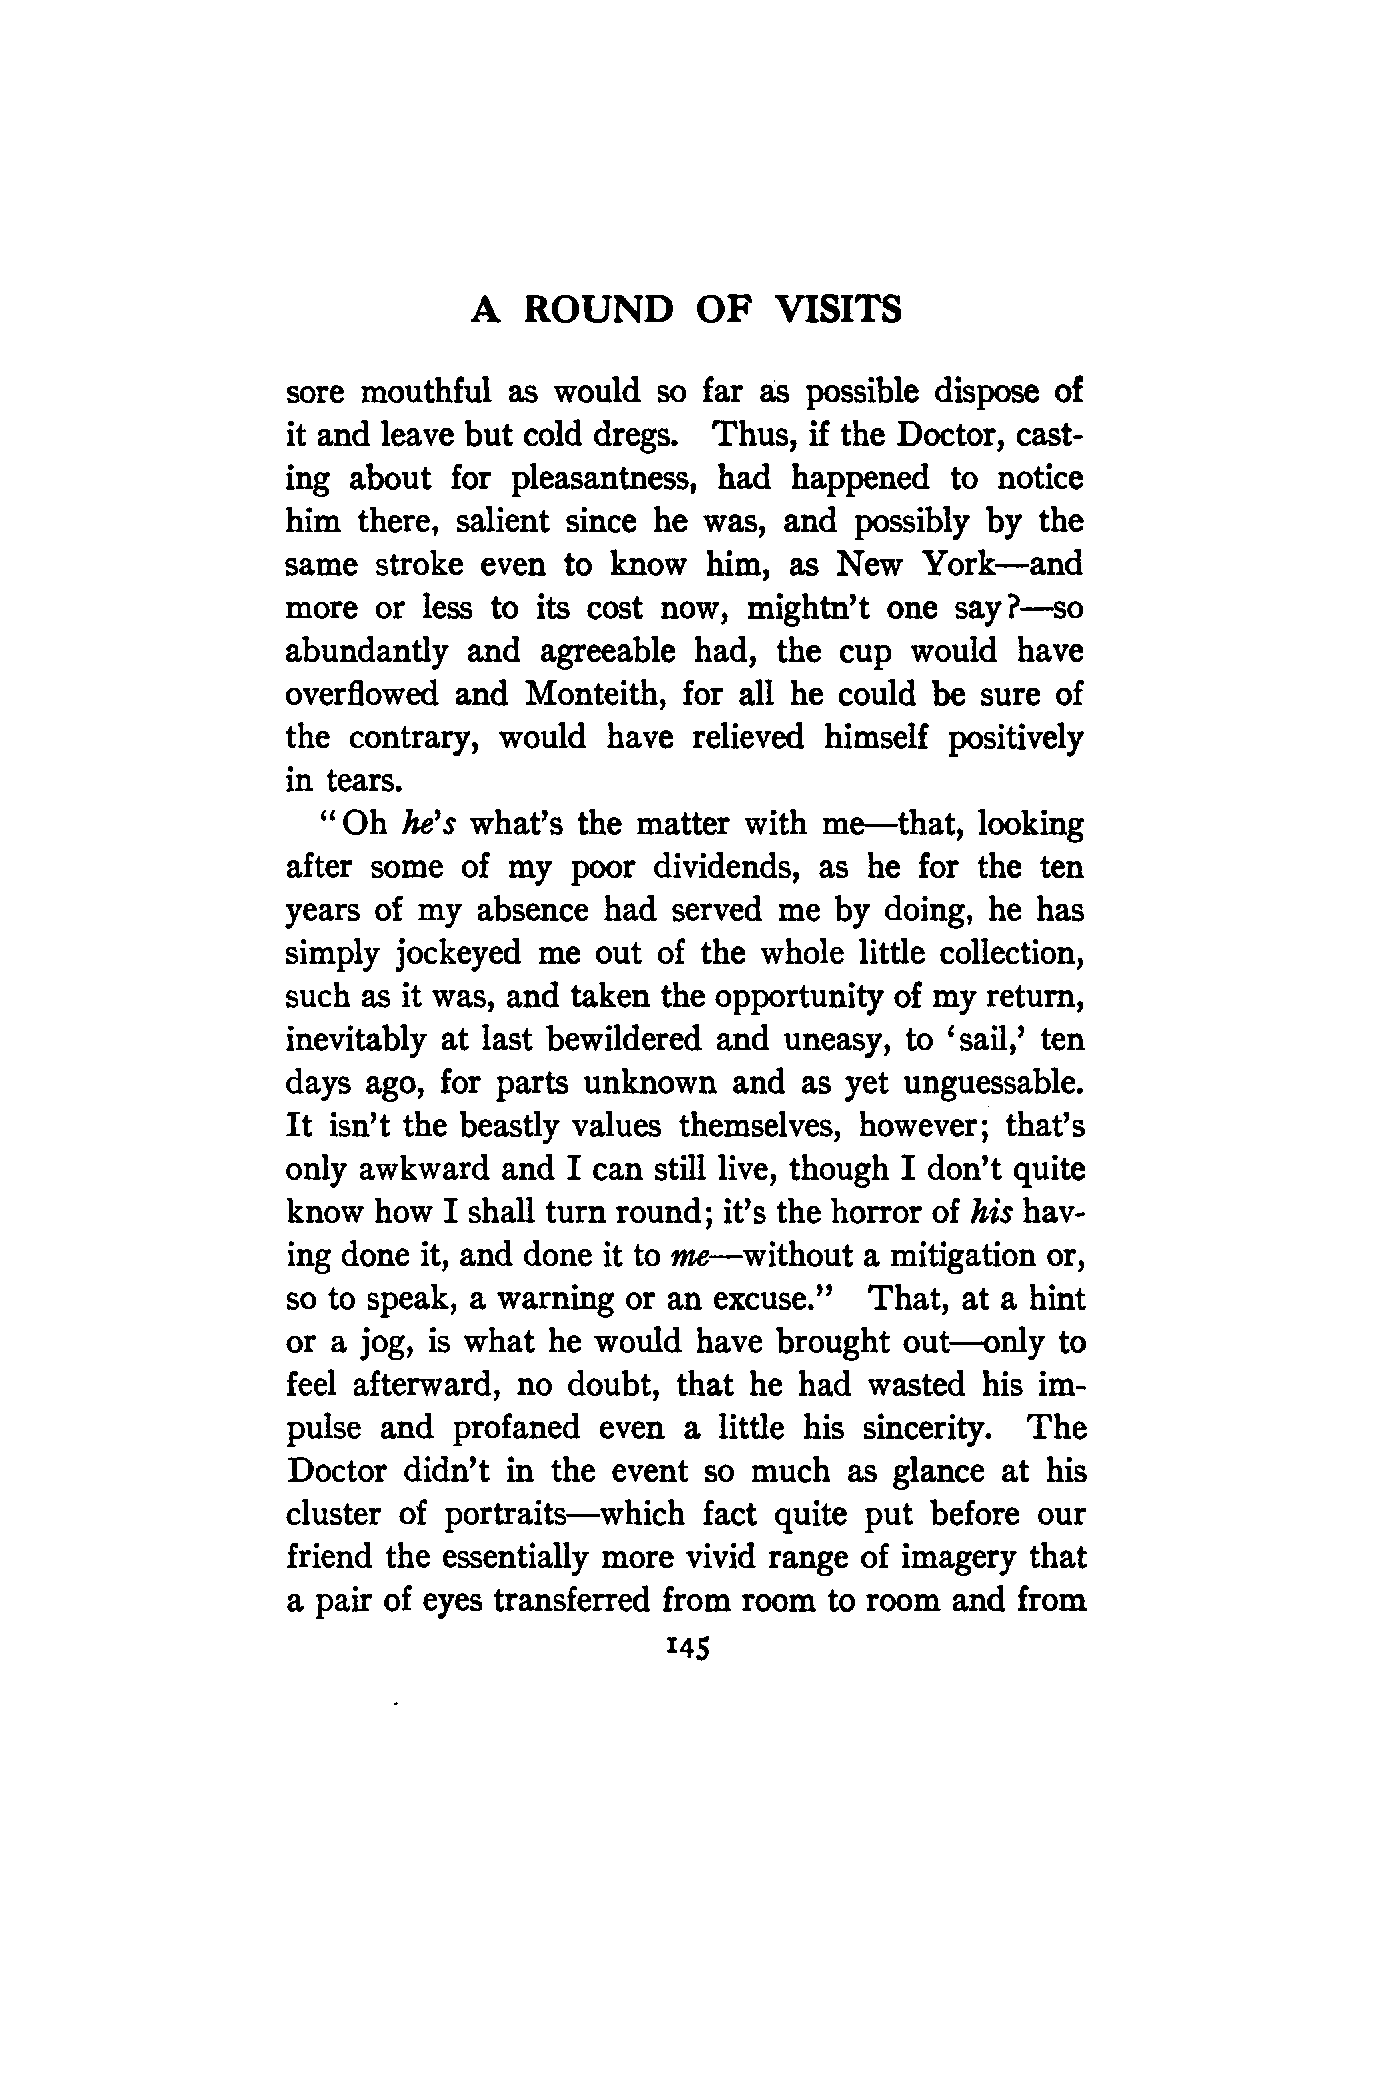 A ROUND OF VISITS
sore mouthful as would so far as possible dispose of
it and leave but cold dregs. Thus, if the Doctor, cast-
ing about for pleasantness, had happened to notice
him there, salient since he was, and possibly by the
same stroke even to know him, as New York—and
more or less to its cost now, mightn't one say?—so
abundantly and agreeable had, the cup would have
overflowed and Monteith, for all he could be sure of
the contrary, would have relieved himself positively
in tears.
"Oh he's what's the matter with me—that, looking
after some of my poor dividends, as he for the ten
years of my absence had served me by doing, he has
simply jockeyed me out of the whole little collection,
such as it was, and taken the opportunity of my return,
inevitably at last bewildered and uneasy, to 'sail,' ten
days ago, for parts unknown and as yet unguessable.
It isn't the beastly values themselves, however; that's
only awkward and I can still live, though I don't quite
know how I shall turn round; it's the horror of his hav-
ing done it, and done it to me—without a mitigation or,
so to speak, a warning or an excuse." That, at a hint
or a jog, is what he would have brought out—only to
feel afterward, no doubt, that he had wasted his im-
pulse and profaned even a little his sincerity. The
Doctor didn't in the event so much as glance at his
cluster of portraits—which fact quite put before our
friend the essentially more vivid range of imagery that
a pair of eyes transferred from room to room and from
145